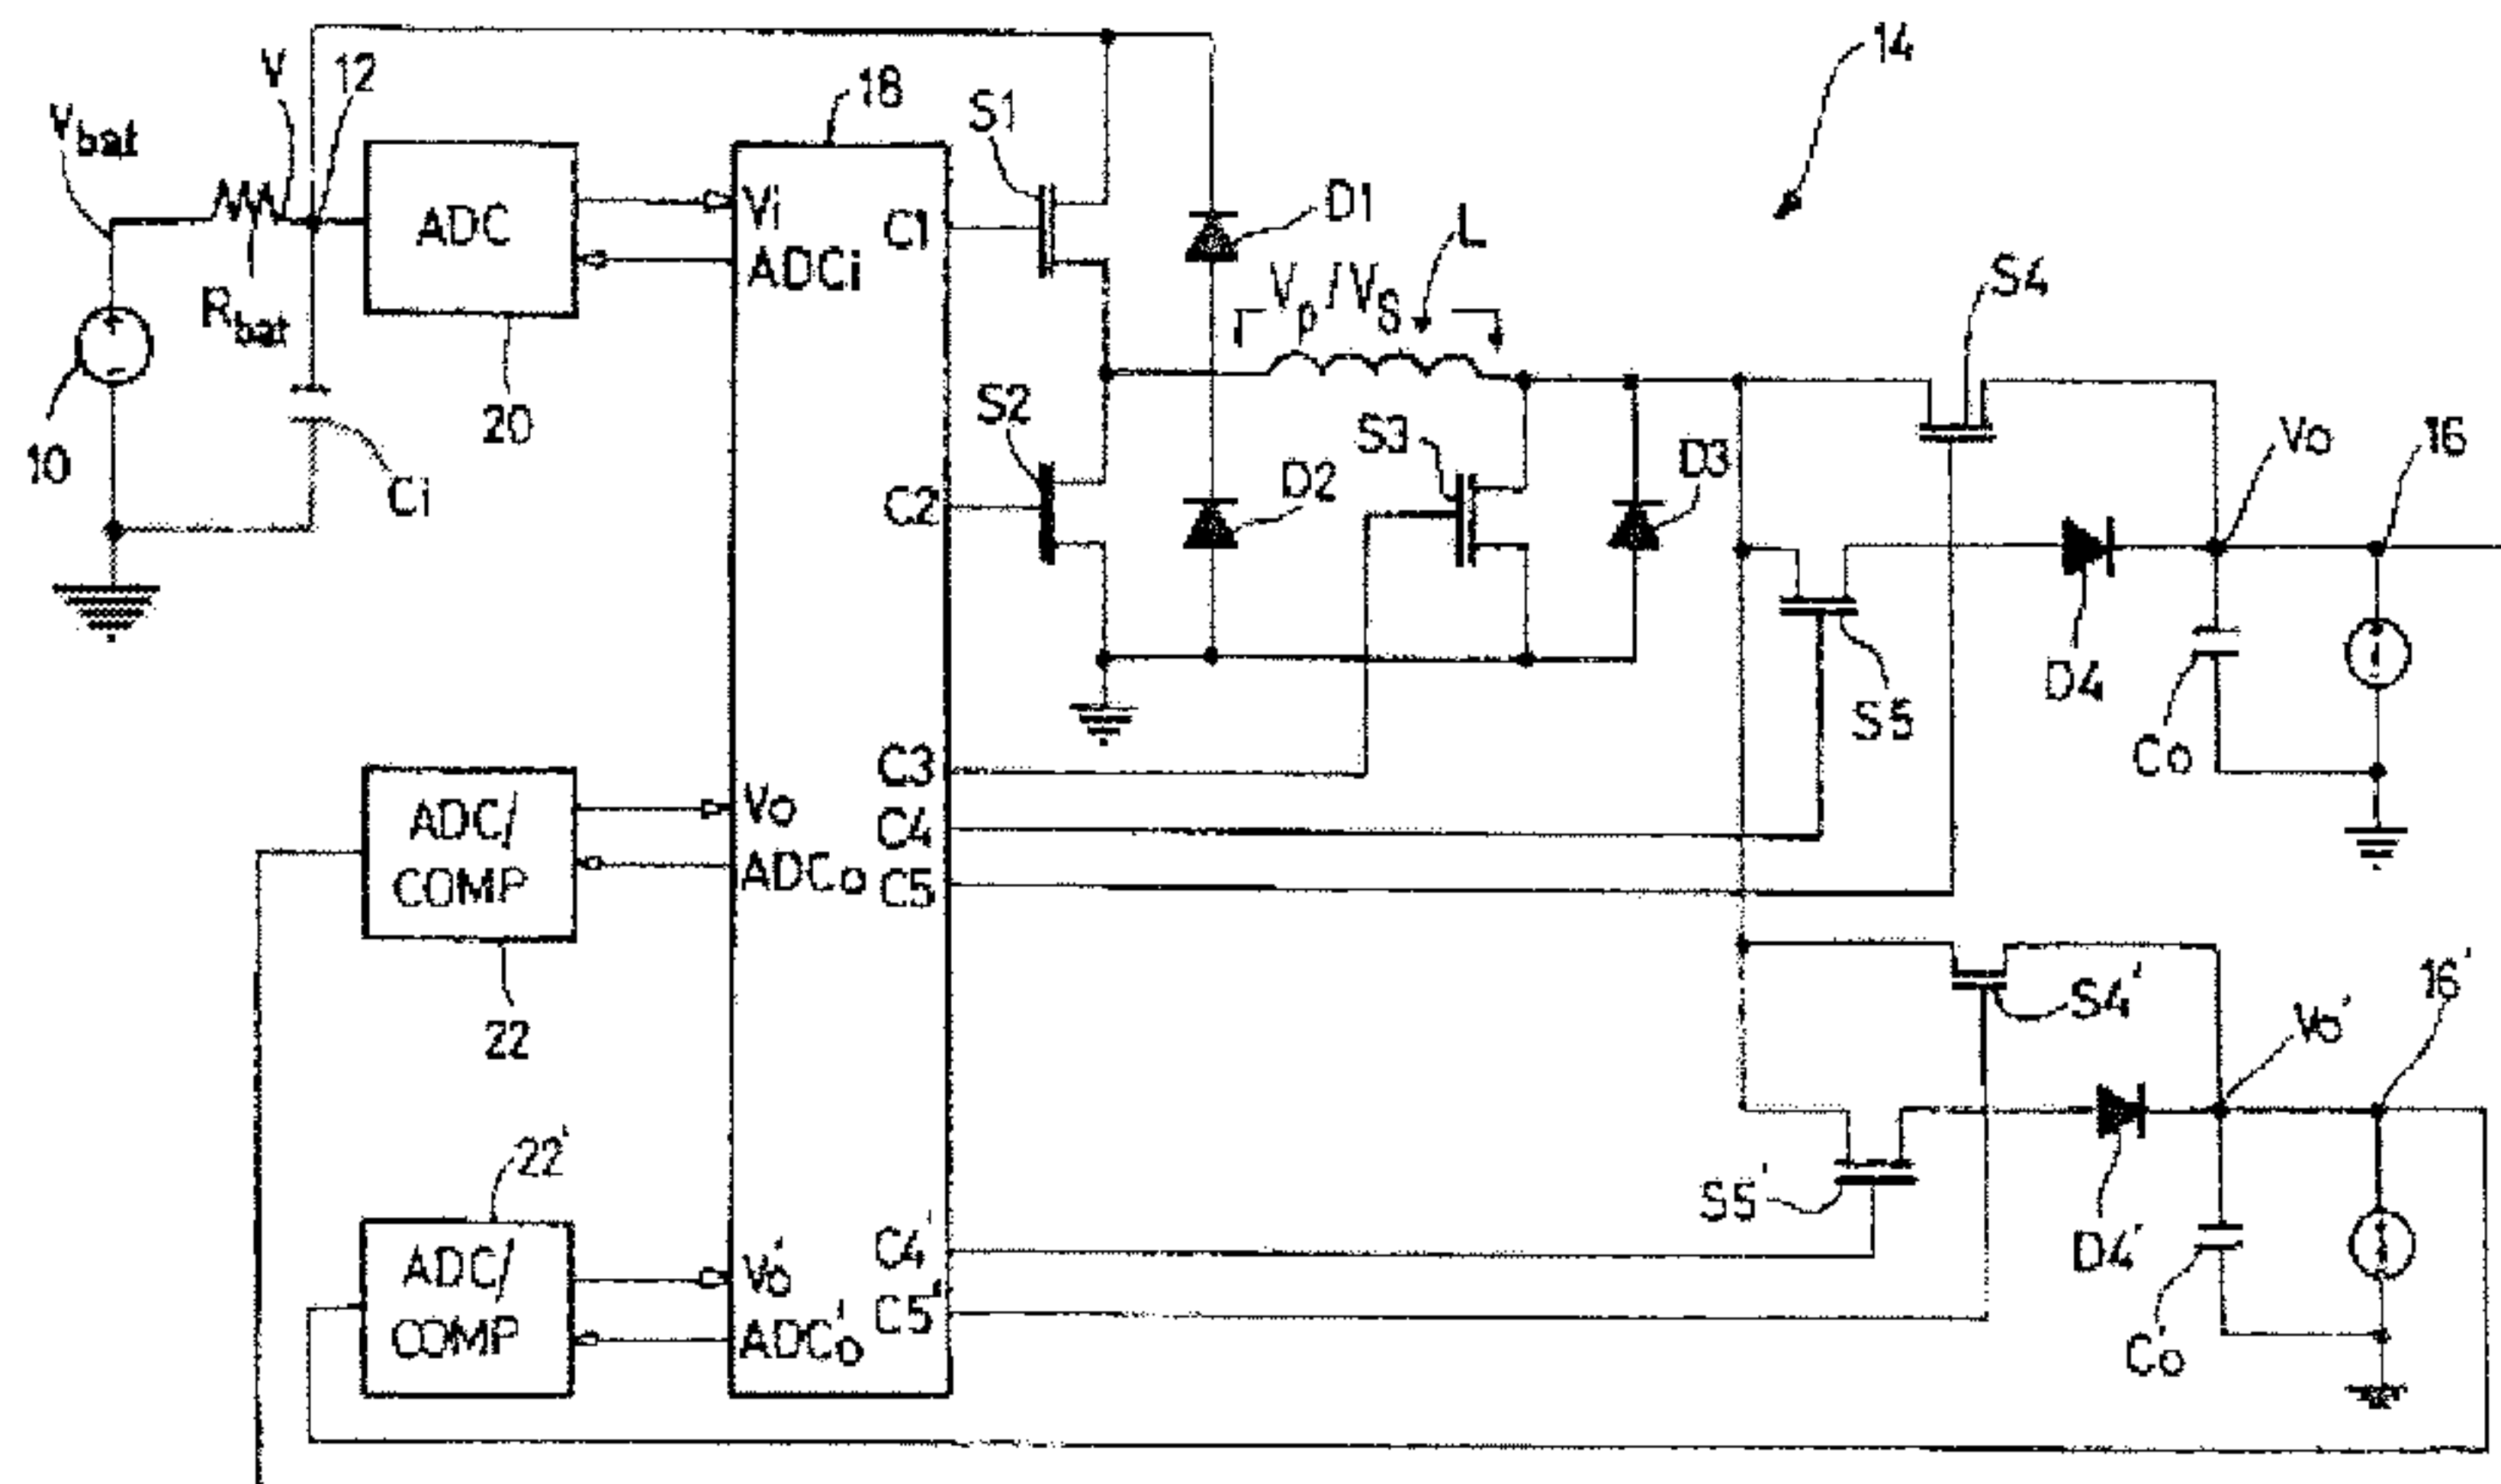 14
V 12
18
S1
Vbat
ADC
Vi
C1
D1
L
ADCi
Vp/VS
S4
Rbat
S2
20
S3
Vo
16
10
Ci
C2
D2
D3
D4
S5
Co
C3
ADC/
COMP
Vo
C4
ADCo
C5
22
S4'
16'
Vo'
22'
S5'
ADC/
COMP
Vo'
C4'
D4'
ADCo'
C5'
Co'